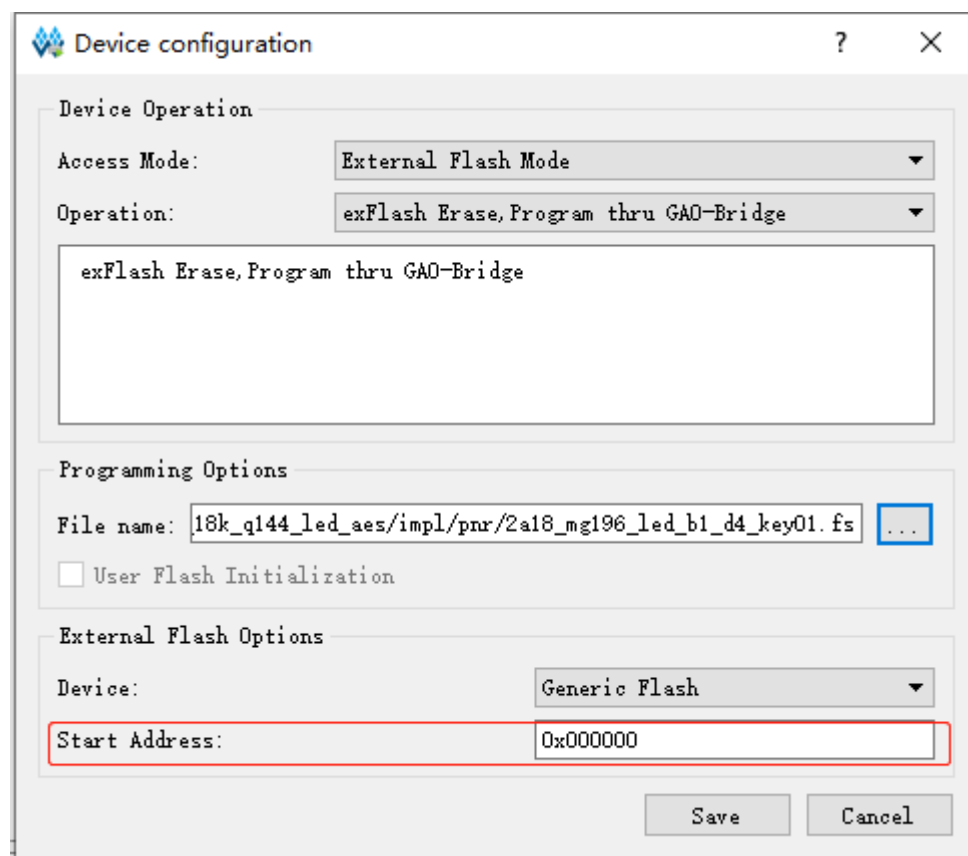 Device configuration
?
Device Operation
Access Mode:
External Flash Mode
Operation:
exFlash Erase,Program thru GAO-Bridge
exFlash Erase,Program thru GAO-Bridge
Programming Options
File name:
18k_q144_led_aes/impl/pnr/2a18_mg196_led_b1_d4_key01.fs
...
User Flash Initialization
External Flash Options
Device:
Generic Flash
Start Address:
0x000000
Save
Cancel